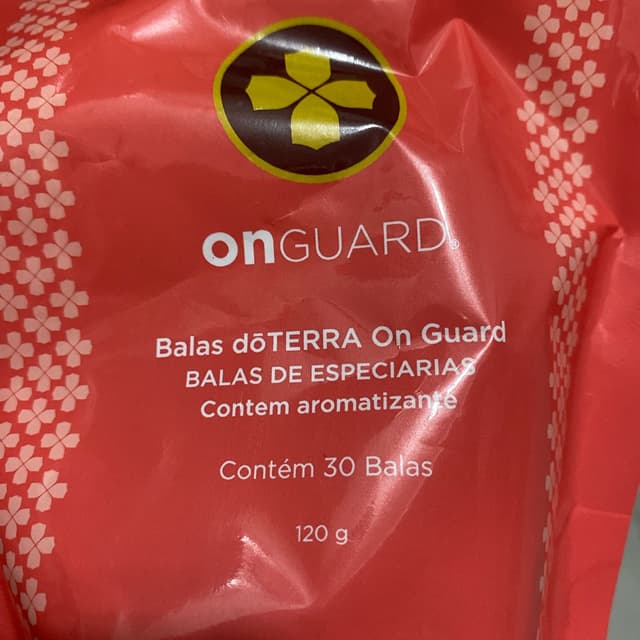 onGUARD®
Balas dōTERRA On Guard
BALAS DE ESPECIARIAS
Contem aromatizante
Contém 30 Balas
120 g